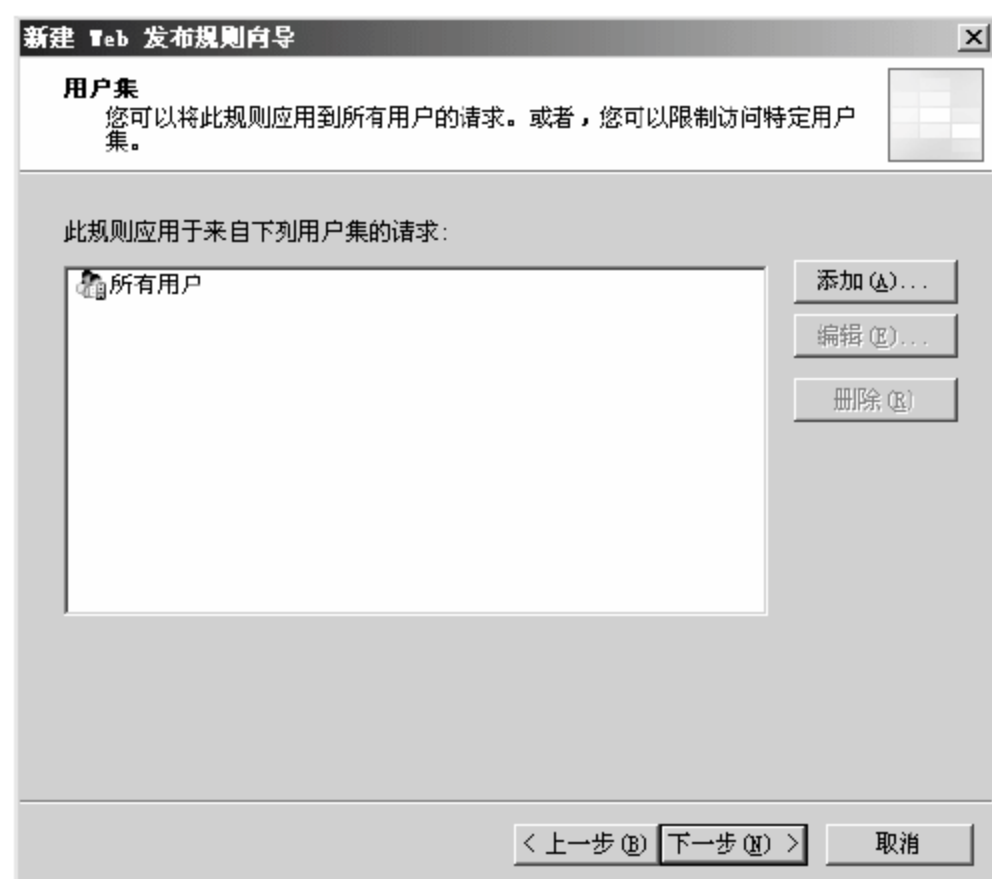 新建 Web 发布规则向导
用户集
您可以将此规则应用到所有用户的请求。或者，您可以限制访问特定用户
集。
此规则应用于来自下列用户集的请求:
所有用户
添加(A)...
编辑(E)...
删除(R)
< 上一步(B)
下一步(N) >
取消